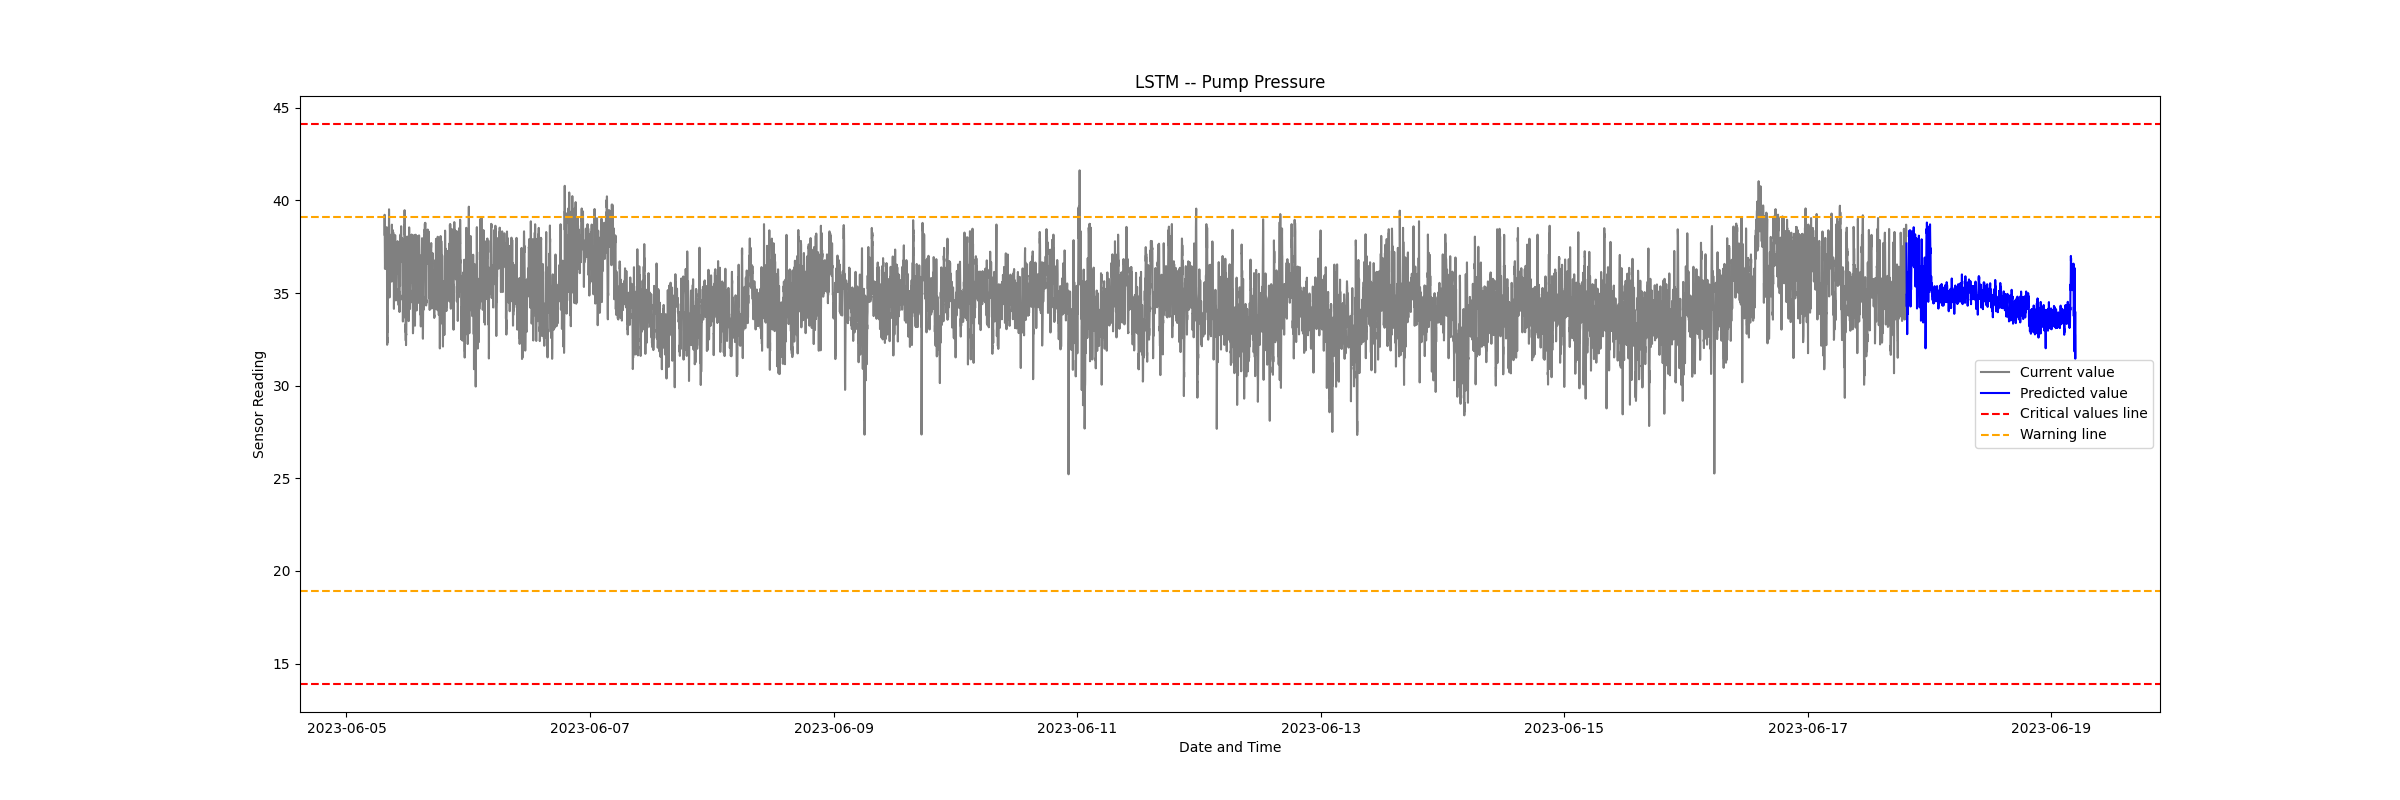 LSTM -- Pump Pressure
45
40
35
30
25
20
15
Sensor Reading
Current value
Predicted value
Critical values line
Warning line
2023-06-05 2023-06-07 2023-06-09 2023-06-11 2023-06-13 2023-06-15 2023-06-17 2023-06-19
Date and Time